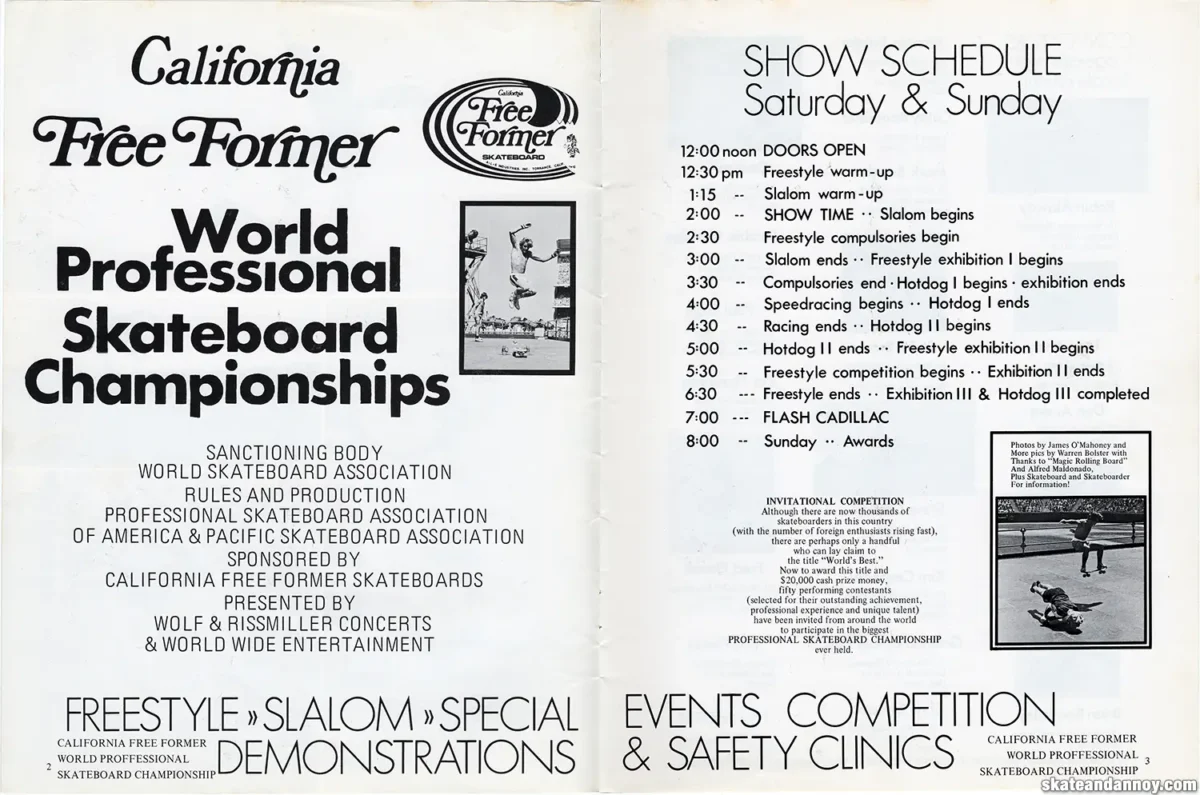 California
Free Former
California
Free
Former
SKATEBOARD
World
Professional
Skateboard
Championships
SANCTIONING BODY
WORLD SKATEBOARD ASSOCIATION
RULES AND PRODUCTION
PROFESSIONAL SKATEBOARD ASSOCIATION
OF AMERICA & PACIFIC SKATEBOARD ASSOCIATION
SPONSORED BY
CALIFORNIA FREE FORMER SKATEBOARDS
PRESENTED BY
WOLF & RISSMILLER CONCERTS
& WORLD WIDE ENTERTAINMENT
FREESTYLE » SLALOM » SPECIAL
DEMONSTRATIONS
CALIFORNIA FREE FORMER
WORLD PROFFESSIONAL
SKATEBOARD CHAMPIONSHIP
2
SHOW SCHEDULE
Saturday & Sunday
12:00 noon DOORS OPEN
12:30 pm Freestyle warm-up
1:15 -- Slalom warm-up
2:00 -- SHOW TIME ·· Slalom begins
2:30 Freestyle compulsories begin
3:00 -- Slalom ends ·· Freestyle exhibition I begins
3:30 -- Compulsories end · Hotdog I begins · exhibition ends
4:00 -- Speedracing begins ·· Hotdog I ends
4:30 -- Racing ends ·· Hotdog II begins
5:00 -- Hotdog II ends ·· Freestyle exhibition II begins
5:30 -- Freestyle competition begins ·· Exhibition II ends
6:30 --- Freestyle ends ·· Exhibition III & Hotdog III completed
7:00 --- FLASH CADILLAC
8:00 -- Sunday ·· Awards
Photos by James O'Mahoney and
More pics by Warren Bolster with
Thanks to "Magic Rolling Board"
And Alfred Maldonado,
Plus Skateboard and Skateboarder
For information!
INVITATIONAL COMPETITION
Although there are now thousands of
skateboarders in this country
(with the number of foreign enthusiasts rising fast),
there are perhaps only a handful
who can lay claim to
the title "World's Best."
Now to award this title and
$20,000 cash prize money,
fifty performing contestants
(selected for their outstanding achievement,
professional experience and unique talent)
have been invited from around the world
to participate in the biggest
PROFESSIONAL SKATEBOARD CHAMPIONSHIP
ever held.
EVENTS COMPETITION
& SAFETY CLINICS
CALIFORNIA FREE FORMER
WORLD PROFFESSIONAL
SKATEBOARD CHAMPIONSHIP
3
skateandannoy.com